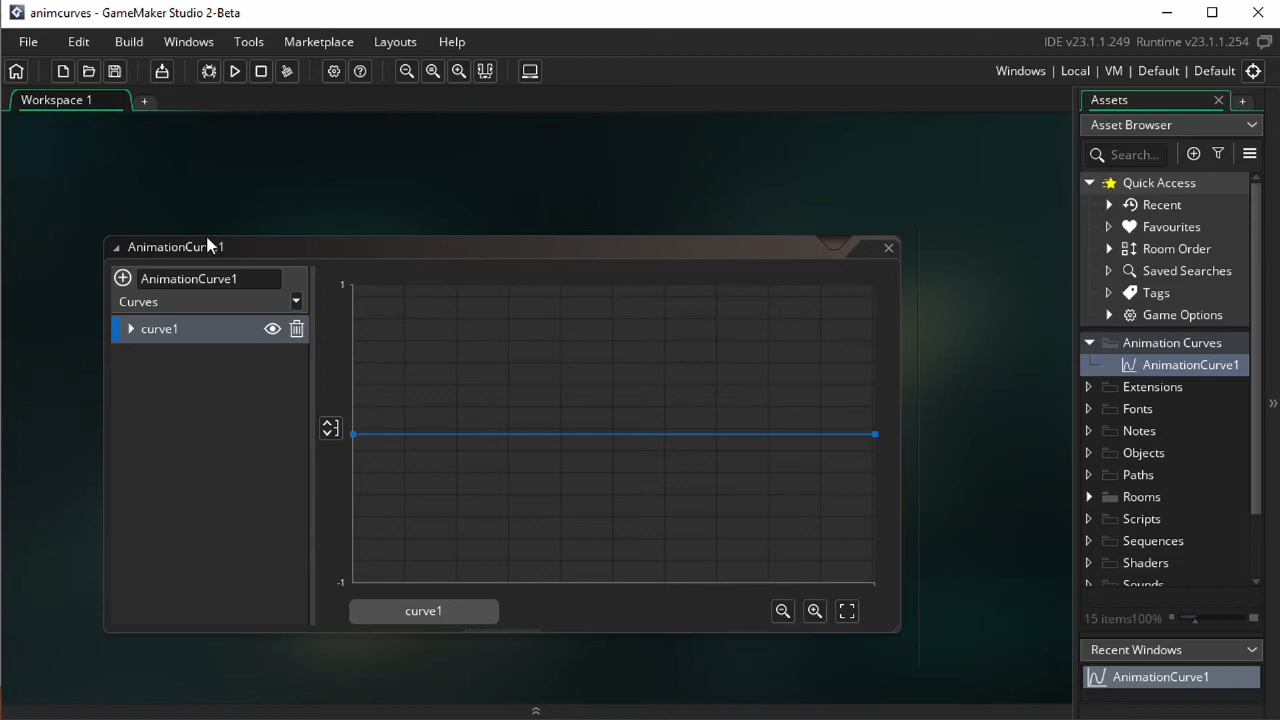 animcurves - GameMaker Studio 2-Beta
File Edit Build Windows Tools Marketplace Layouts Help
IDE v23.1.1.249 Runtime v23.1.1.254
Windows | Local | VM | Default | Default
Workspace 1
Assets
Asset Browser
Search...
Quick Access
Recent
Favourites
Room Order
Saved Searches
Tags
Game Options
Animation Curves
AnimationCurve1
Extensions
Fonts
Notes
Objects
Paths
Rooms
Scripts
Sequences
Shaders
Sounds
15 items 100%
Recent Windows
AnimationCurve1
AnimationCurve1
AnimationCurve1
Curves
curve1
1
-1
curve1